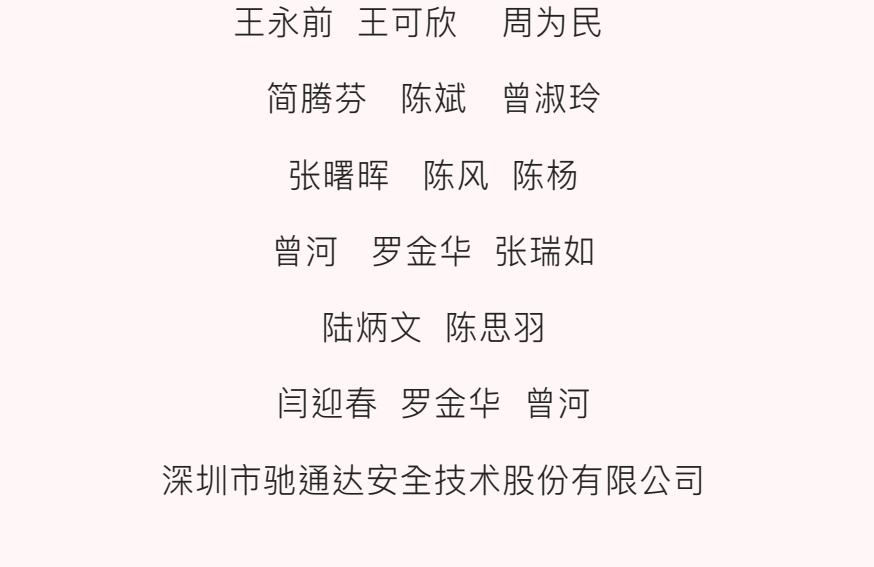 王永前 王可欣 周为民
简腾芬 陈斌 曾淑玲
张曙晖 陈风 陈杨
曾河 罗金华 张瑞如
陆炳文 陈思羽
闫迎春 罗金华 曾河
深圳市驰通达安全技术股份有限公司